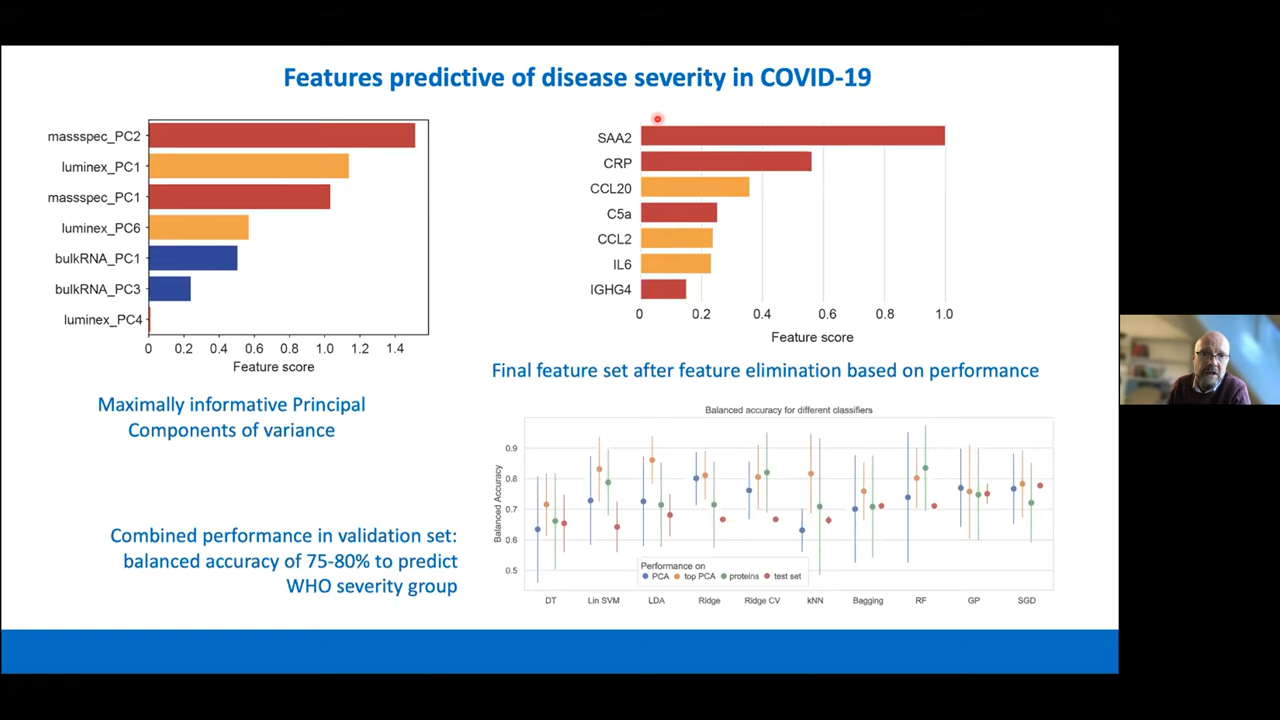 Features predictive of disease severity in COVID-19
massspec_PC2
luminex_PC1
massspec_PC1
luminex_PC6
bulkRNA_PC1
bulkRNA_PC3
luminex_PC4
0 0.2 0.4 0.6 0.8 1.0 1.2 1.4
Feature score
Maximally informative Principal
Components of variance
SAA2
CRP
CCL20
C5a
CCL2
IL6
IGHG4
0 0.2 0.4 0.6 0.8 1.0
Feature score
Final feature set after feature elimination based on performance
Combined performance in validation set:
balanced accuracy of 75-80% to predict
WHO severity group
Balanced accuracy for different classifiers
Balanced Accuracy
0.9
0.8
0.7
0.6
0.5
Performance on
PCA top PCA proteins test set
DT Lin SVM LDA Ridge Ridge CV kNN Bagging RF GP SGD